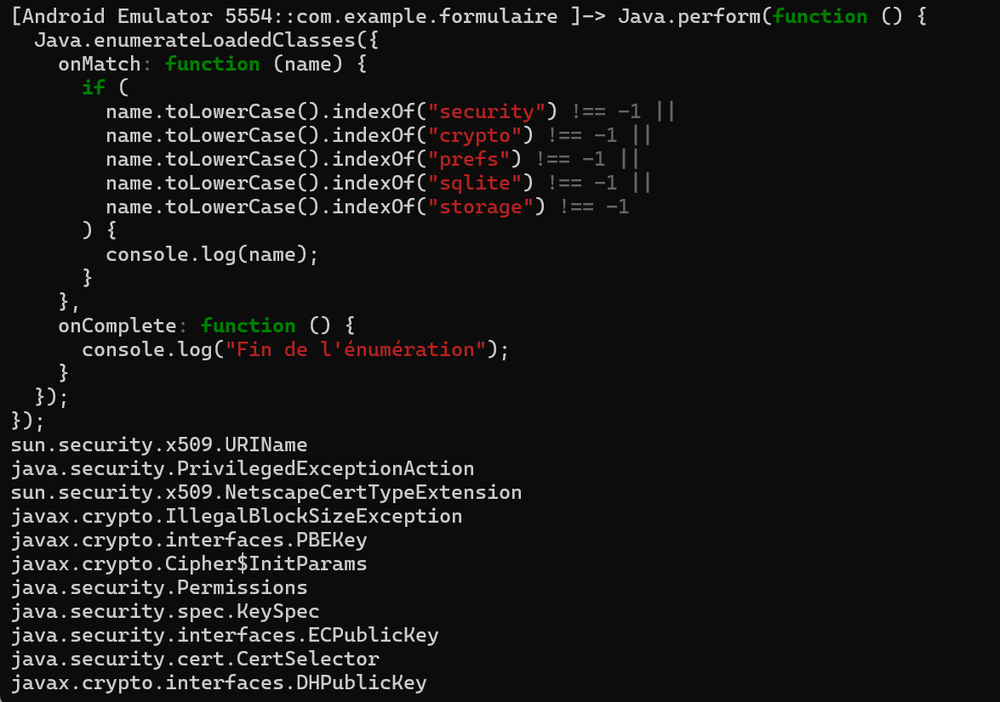 [Android Emulator 5554::com.example.formulaire ]-> Java.perform(function () {
  Java.enumerateLoadedClasses({
    onMatch: function (name) {
      if (
        name.toLowerCase().indexOf("security") !== -1 ||
        name.toLowerCase().indexOf("crypto") !== -1 ||
        name.toLowerCase().indexOf("prefs") !== -1 ||
        name.toLowerCase().indexOf("sqlite") !== -1 ||
        name.toLowerCase().indexOf("storage") !== -1
      ) {
        console.log(name);
      }
    },
    onComplete: function () {
      console.log("Fin de l'énumération");
    }
  });
});
sun.security.x509.URIName
java.security.PrivilegedExceptionAction
sun.security.x509.NetscapeCertTypeExtension
javax.crypto.IllegalBlockSizeException
javax.crypto.interfaces.PBEKey
javax.crypto.Cipher$InitParams
java.security.Permissions
java.security.spec.KeySpec
java.security.interfaces.ECPublicKey
java.security.cert.CertSelector
javax.crypto.interfaces.DHPublicKey